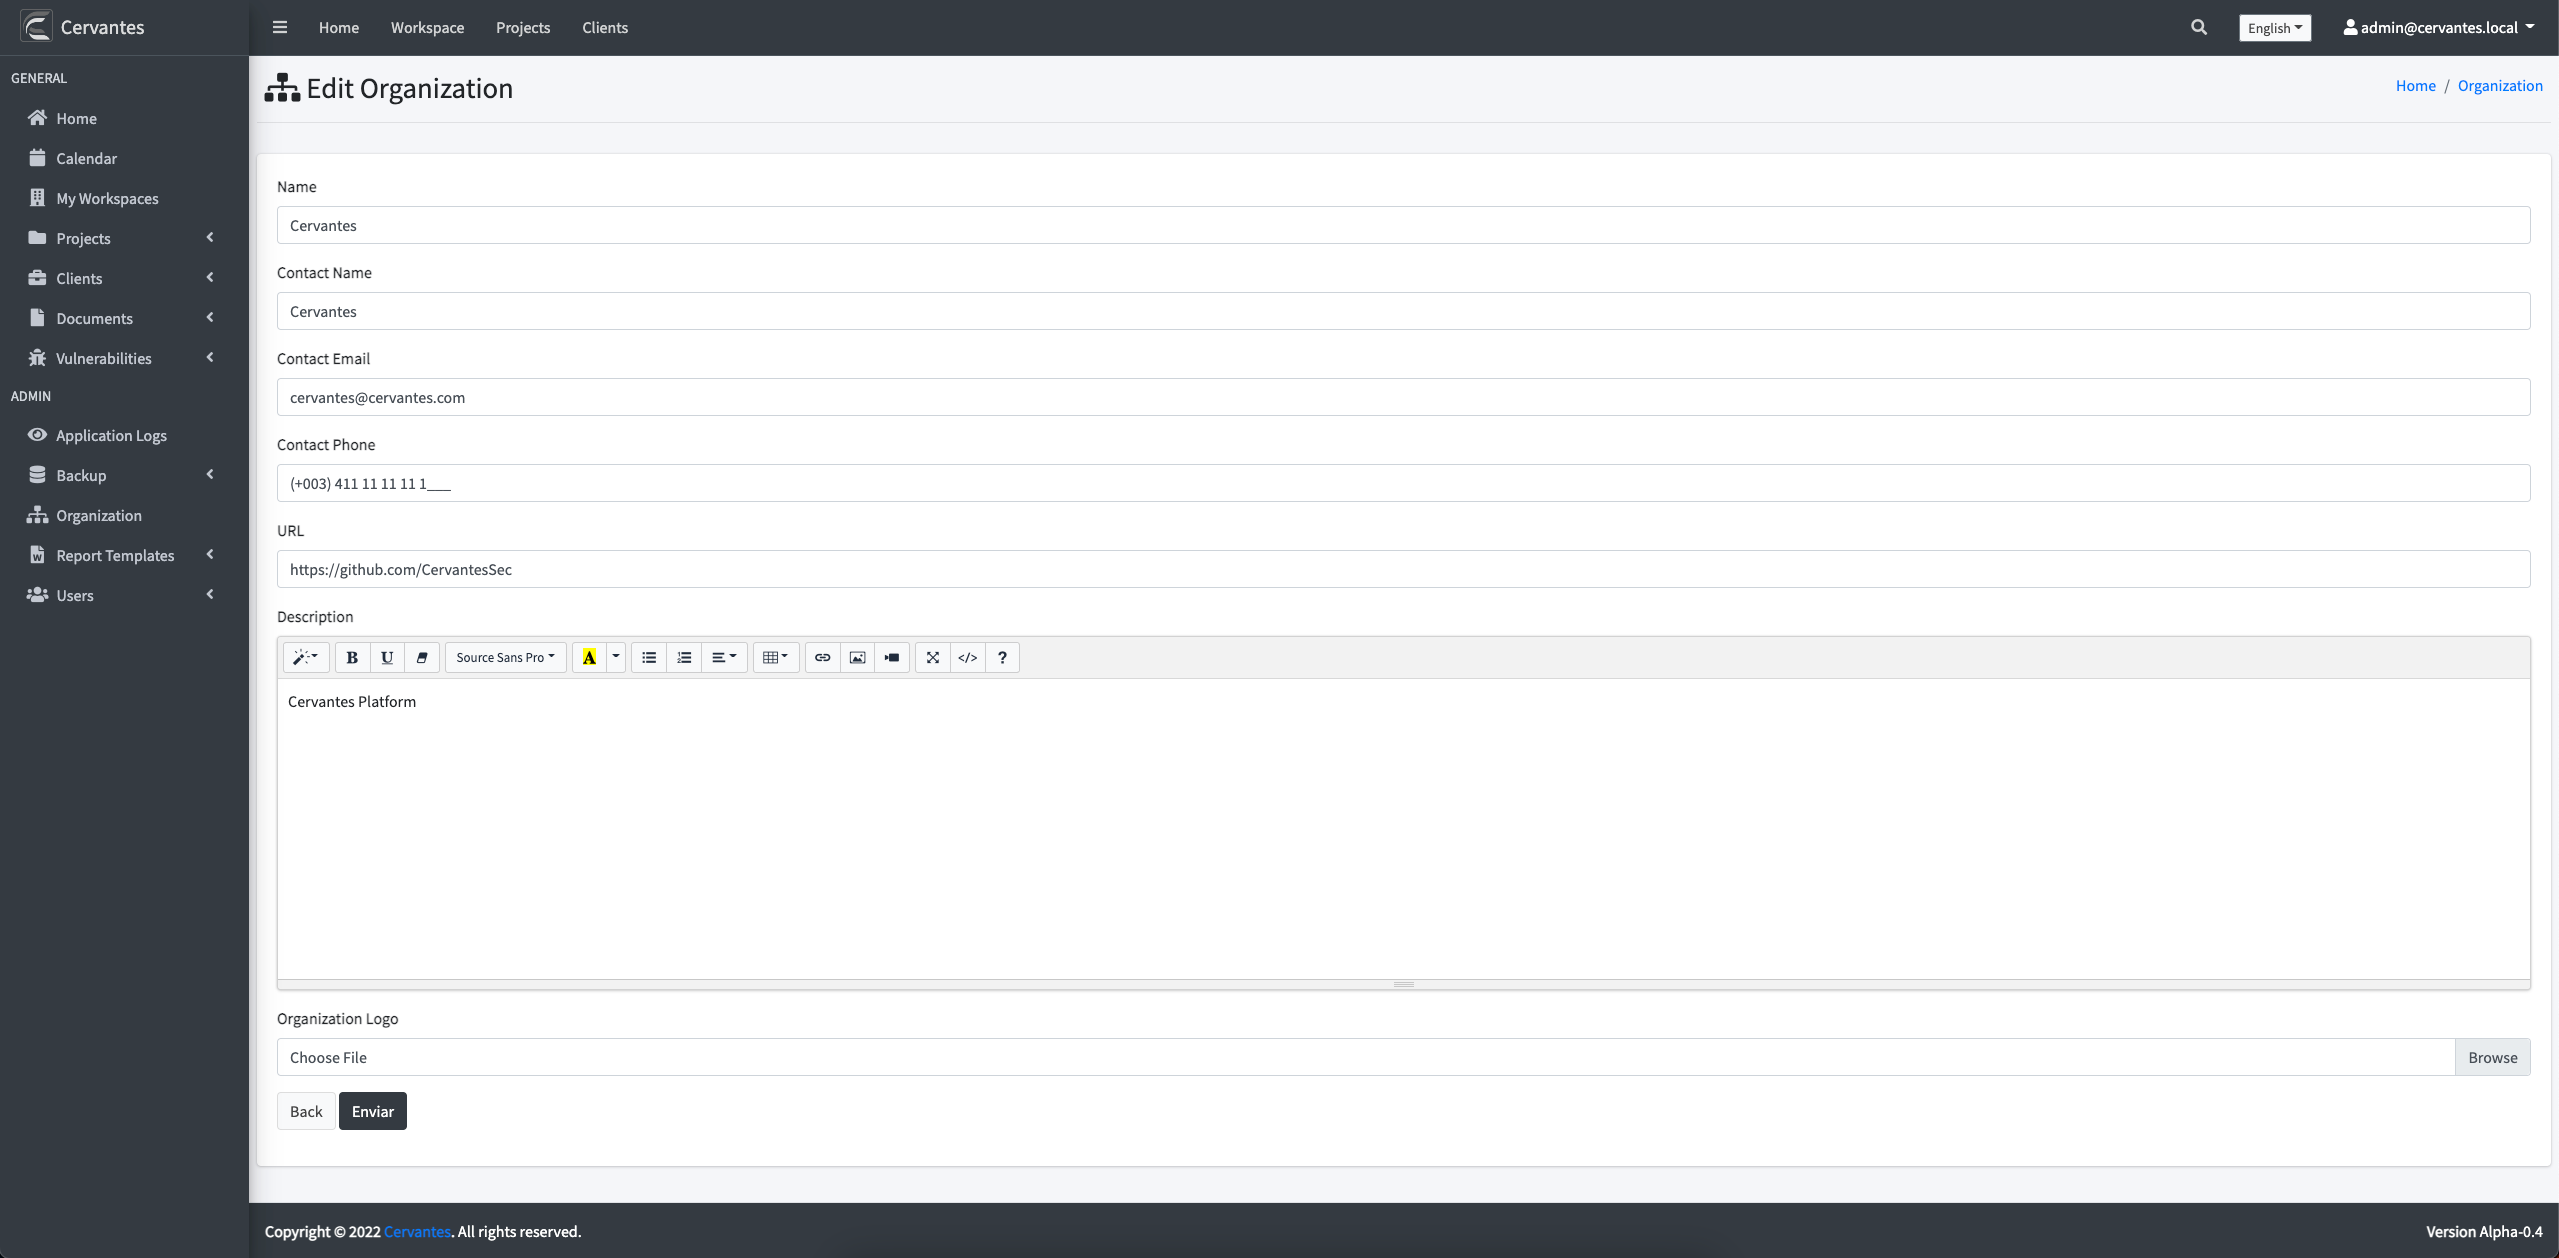 Cervantes
Home Workspace Projects Clients
English admin@cervantes.local
GENERAL
Home
Calendar
My Workspaces
Projects
Clients
Documents
Vulnerabilities
ADMIN
Application Logs
Backup
Organization
Report Templates
Users
Edit Organization
Home / Organization
Name
Cervantes
Contact Name
Cervantes
Contact Email
cervantes@cervantes.com
Contact Phone
(+003) 411 11 11 11 1___
URL
https://github.com/CervantesSec
Description
B U Source Sans Pro A </> ?
Cervantes Platform
Organization Logo
Choose File Browse
Back Enviar
Copyright © 2022 Cervantes. All rights reserved.
Version Alpha-0.4